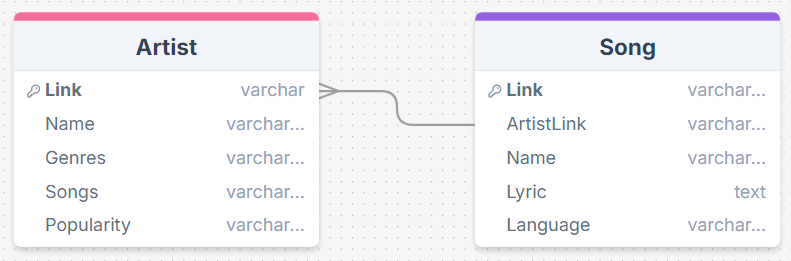 Artist
Link varchar
Name varchar...
Genres varchar...
Songs varchar...
Popularity varchar...
Song
Link varchar...
ArtistLink varchar...
Name varchar...
Lyric text
Language varchar...